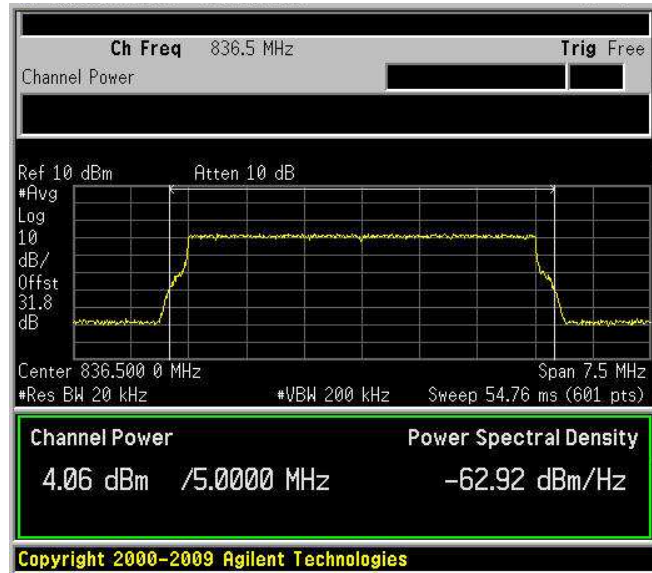 Ch Freq 836.5 MHz Trig Free
Channel Power
Ref 10 dBm Atten 10 dB
#Avg
Log
10
dB/
Offst
31.8
dB
Center 836.500 0 MHz Span 7.5 MHz
#Res BW 20 kHz #VBW 200 kHz Sweep 54.76 ms (601 pts)
Channel Power Power Spectral Density
4.06 dBm /5.0000 MHz -62.92 dBm/Hz
Copyright 2000-2009 Agilent Technologies